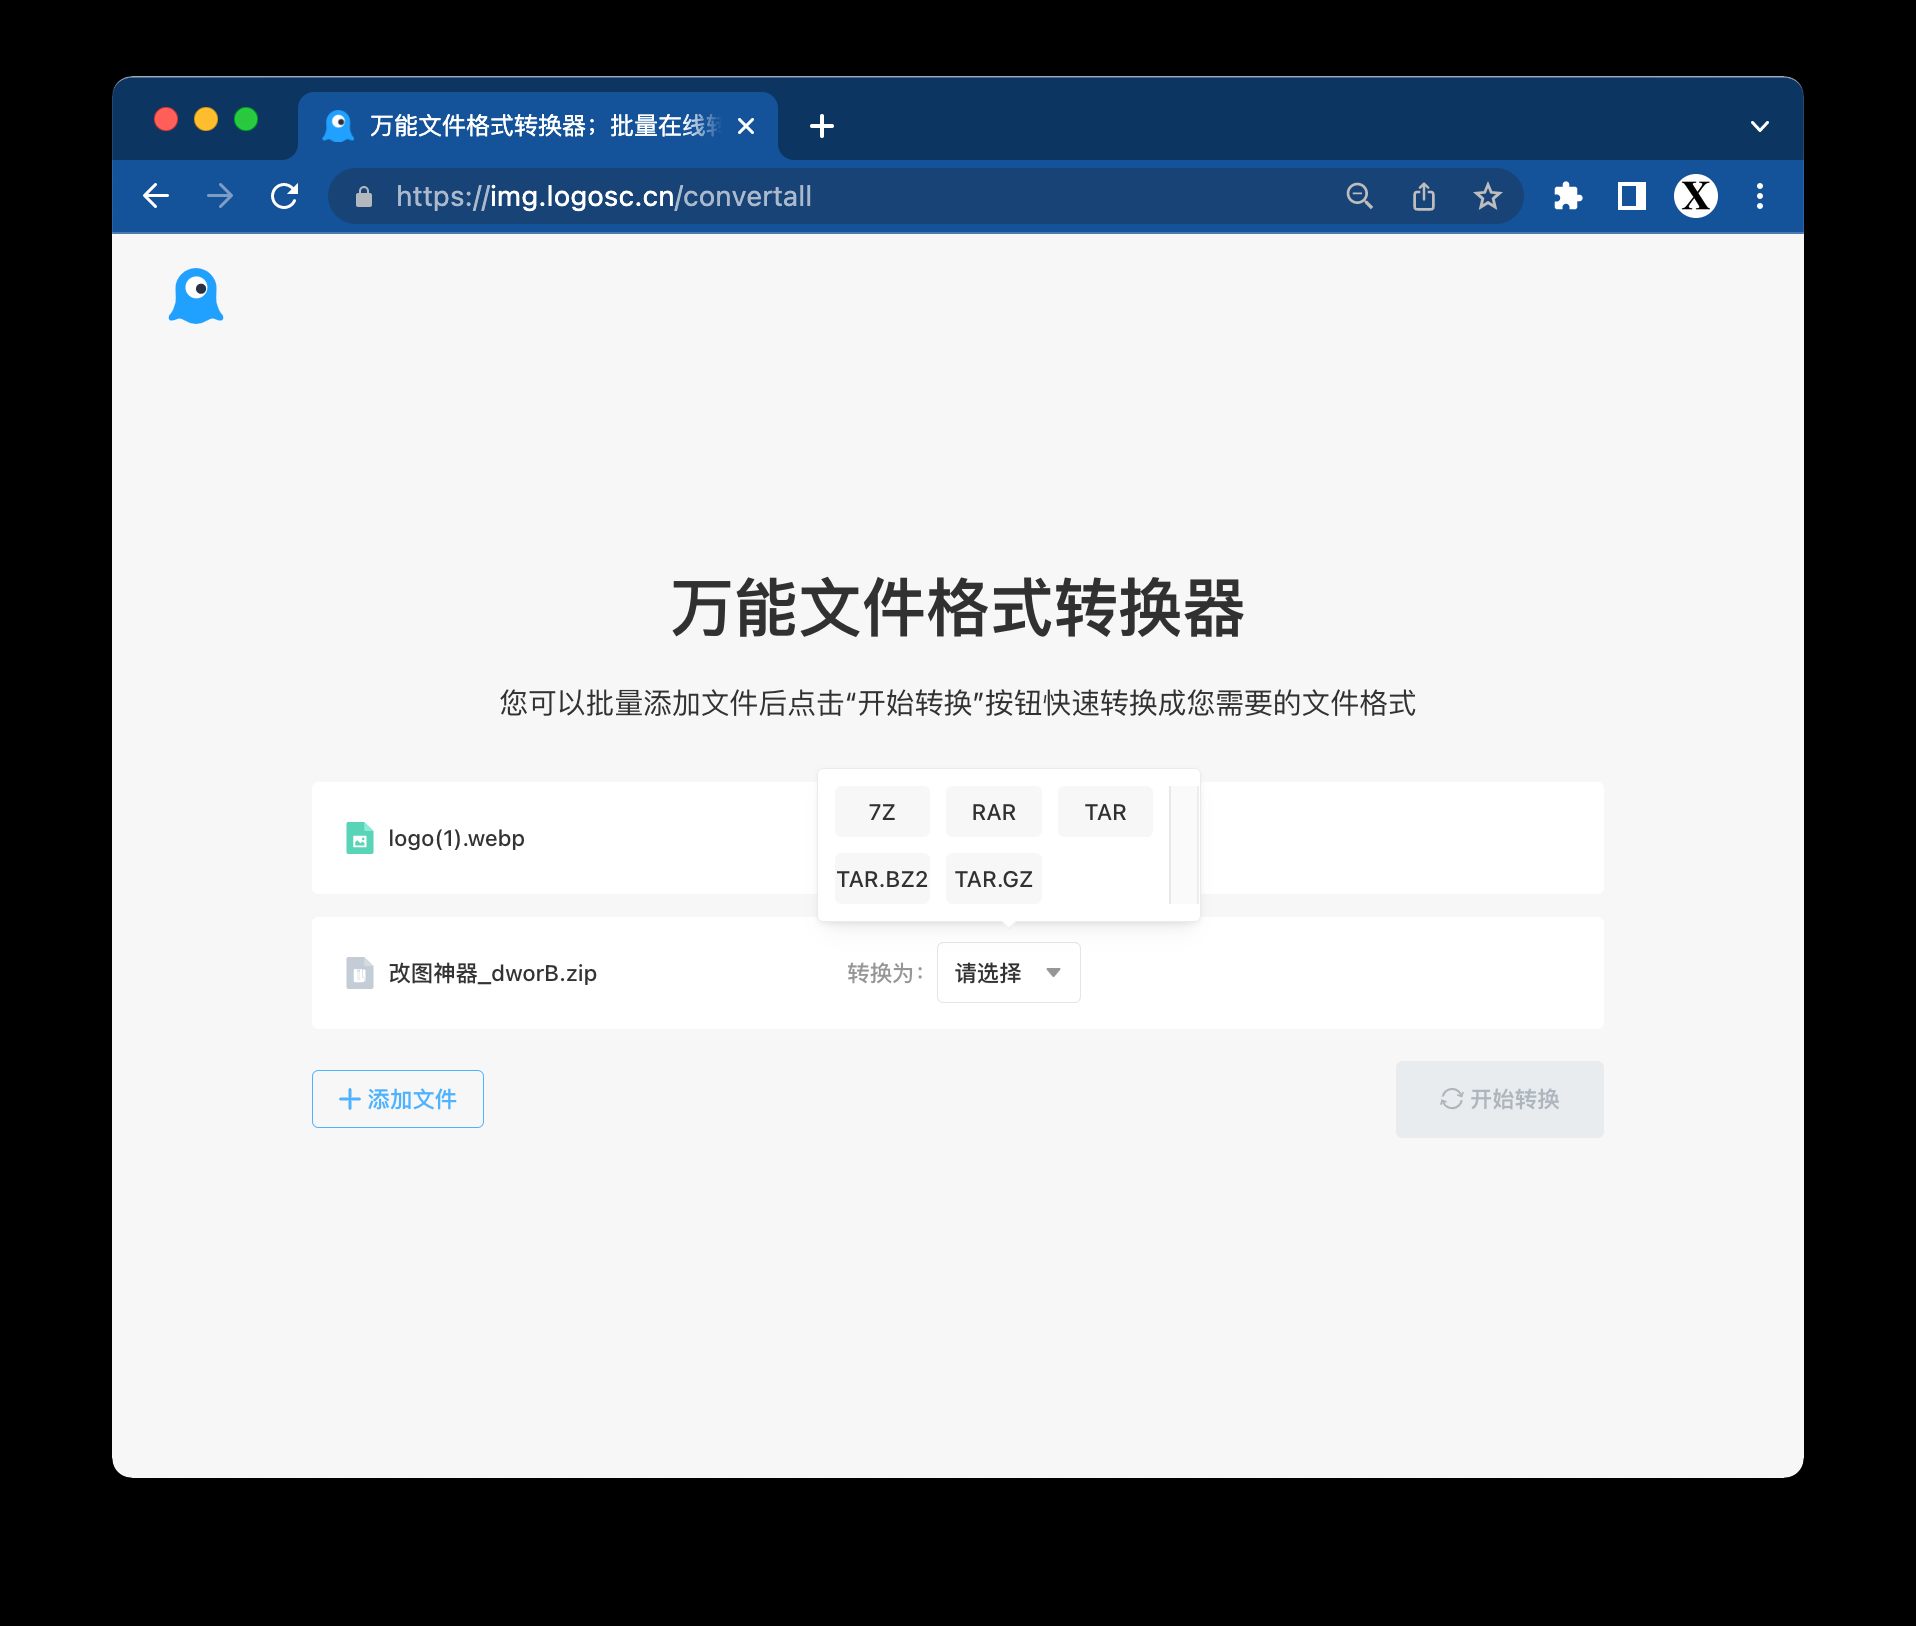 万能文件格式转换器；批量在线
https://img.logosc.cn/convertall
X
万能文件格式转换器
您可以批量添加文件后点击“开始转换”按钮快速转换成您需要的文件格式
7Z RAR TAR
logo(1).webp
TAR.BZ2 TAR.GZ
改图神器_dworB.zip 转换为： 请选择
添加文件 开始转换